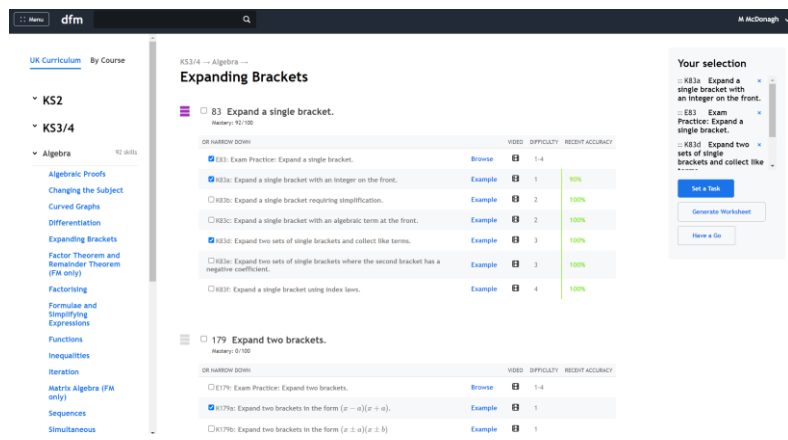 Menu dfm M McDonagh
UK Curriculum By Course
KS2
KS3/4
Algebra 92 skills
Algebraic Proofs
Changing the Subject
Curved Graphs
Differentiation
Expanding Brackets
Factor Theorem and
Remainder Theorem
(FM only)
Factorising
Formulae and
Simplifying
Expressions
Functions
Inequalities
Iteration
Matrix Algebra (FM
only)
Sequences
Simultaneous
KS3/4 → Algebra →
Expanding Brackets
83 Expand a single bracket.
Mastery: 92/100
OR NARROW DOWN VIDEO DIFFICULTY RECENT ACCURACY
E83: Exam Practice: Expand a single bracket. Browse 1-4
K83a: Expand a single bracket with an integer on the front. Example 1 90%
K83b: Expand a single bracket requiring simplification. Example 2 100%
K83c: Expand a single bracket with an algebraic term at the front. Example 2 100%
K83d: Expand two sets of single brackets and collect like terms. Example 3 100%
K83e: Expand two sets of single brackets where the second bracket has a
negative coefficient. Example 3 100%
K83f: Expand a single bracket using index laws. Example 4 100%
179 Expand two brackets.
Mastery: 0/100
OR NARROW DOWN VIDEO DIFFICULTY RECENT ACCURACY
E179: Exam Practice: Expand two brackets. Browse 1-4
K179a: Expand two brackets in the form (x − a)(x + a). Example 1
K179b: Expand two brackets in the form (x ± a)(x ± b) Example 1
Your selection
K83a Expand a ×
single bracket with
an integer on the front.
E83 Exam ×
Practice: Expand a
single bracket.
K83d Expand two ×
sets of single
brackets and collect like
Set a Task
Generate Worksheet
Have a Go